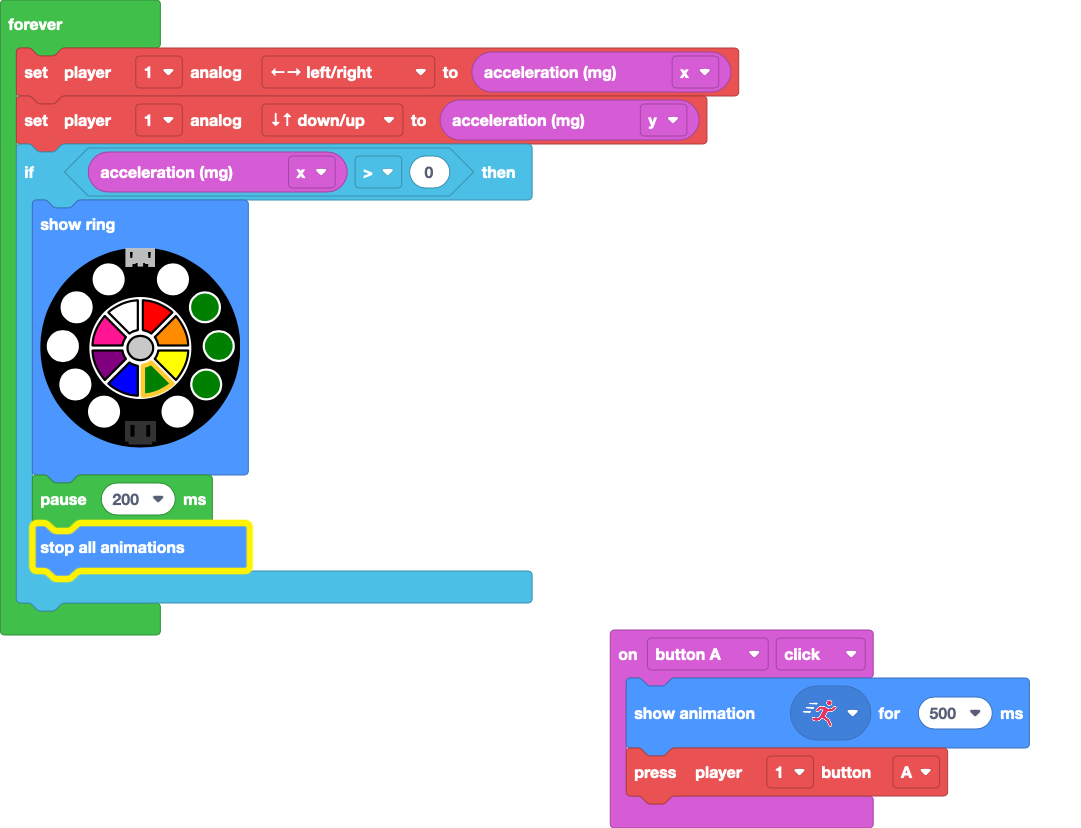 forever
set player 1 analog ←→ left/right to acceleration (mg) x
set player 1 analog ↓↑ down/up to acceleration (mg) y
if acceleration (mg) x > 0 then
show ring
pause 200 ms
stop all animations
on button A click
show animation for 500 ms
press player 1 button A